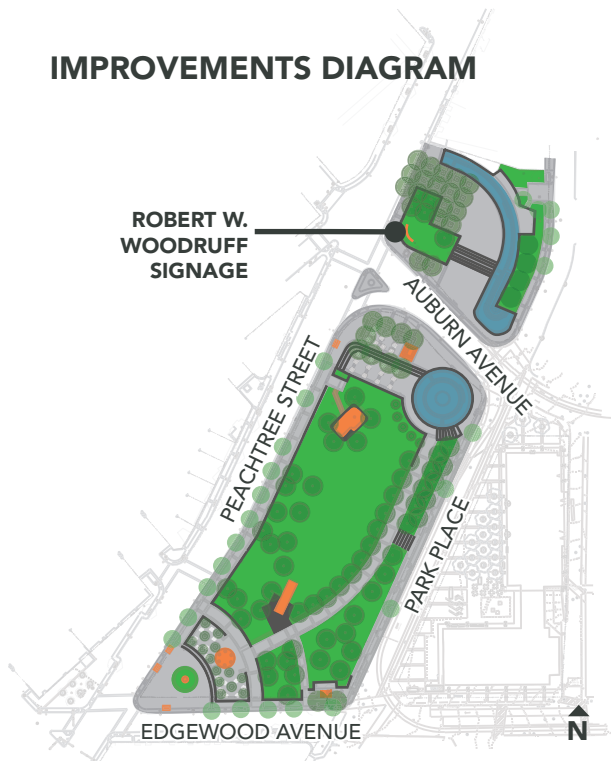 IMPROVEMENTS DIAGRAM
ROBERT W.
WOODRUFF
SIGNAGE
AUBURN AVENUE
PEACHTREE STREET
PARK PLACE
EDGEWOOD AVENUE
N